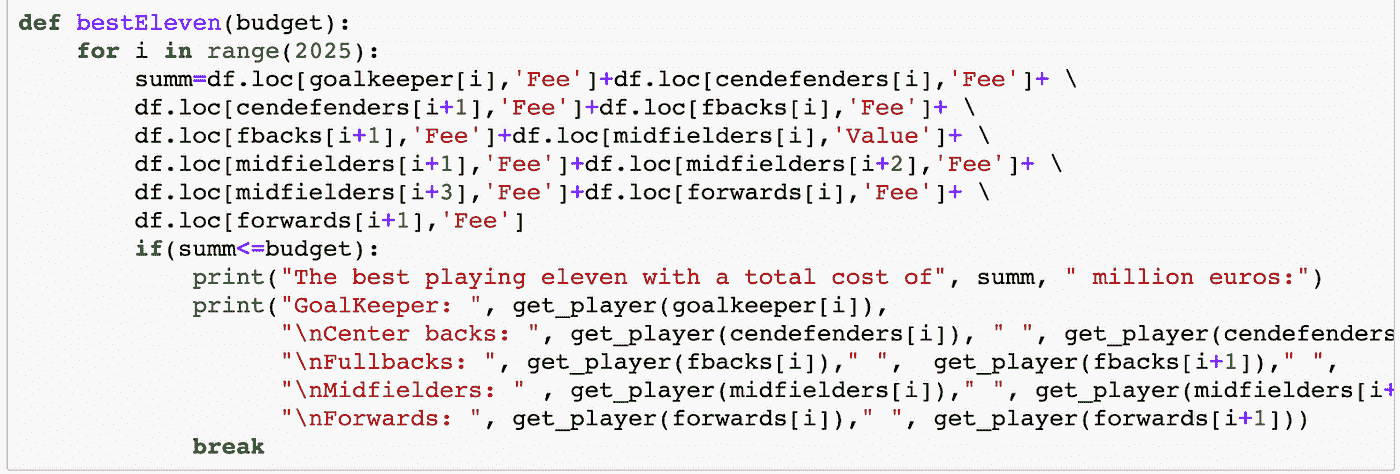 def bestEleven(budget):
    for i in range(2025):
        summ=df.loc[goalkeeper[i],'Fee']+df.loc[cendefenders[i],'Fee']+ \
        df.loc[cendefenders[i+1],'Fee']+df.loc[fbacks[i],'Fee']+ \
        df.loc[fbacks[i+1],'Fee']+df.loc[midfielders[i],'Value']+ \
        df.loc[midfielders[i+1],'Fee']+df.loc[midfielders[i+2],'Fee']+ \
        df.loc[midfielders[i+3],'Fee']+df.loc[forwards[i],'Fee']+ \
        df.loc[forwards[i+1],'Fee']
        if(summ<=budget):
            print("The best playing eleven with a total cost of", summ, " million euros:")
            print("GoalKeeper: ", get_player(goalkeeper[i]),
                  "\nCenter backs: ", get_player(cendefenders[i]), " ", get_player(cendefenders
                  "\nFullbacks: ", get_player(fbacks[i])," ",  get_player(fbacks[i+1])," ",
                  "\nMidfielders: " , get_player(midfielders[i])," ", get_player(midfielders[i+
                  "\nForwards: ", get_player(forwards[i])," ", get_player(forwards[i+1]))
            break